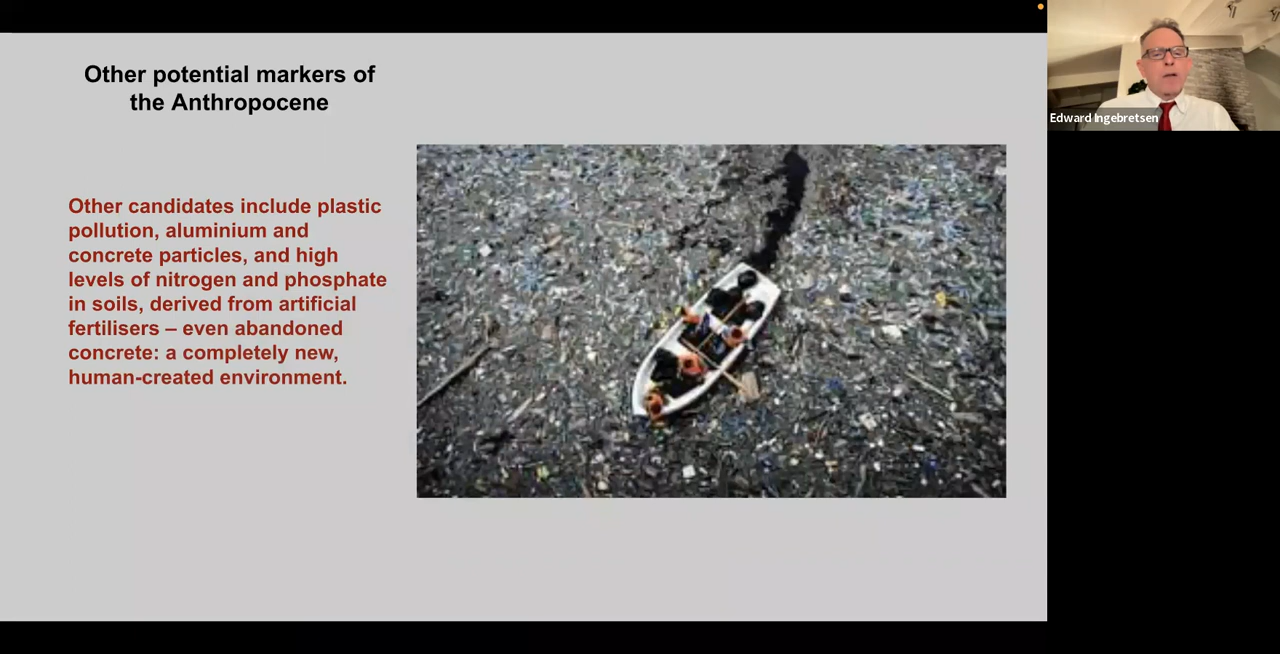 Other potential markers of
the Anthropocene
Other candidates include plastic
pollution, aluminium and
concrete particles, and high
levels of nitrogen and phosphate
in soils, derived from artificial
fertilisers – even abandoned
concrete: a completely new,
human-created environment.
Edward Ingebretsen